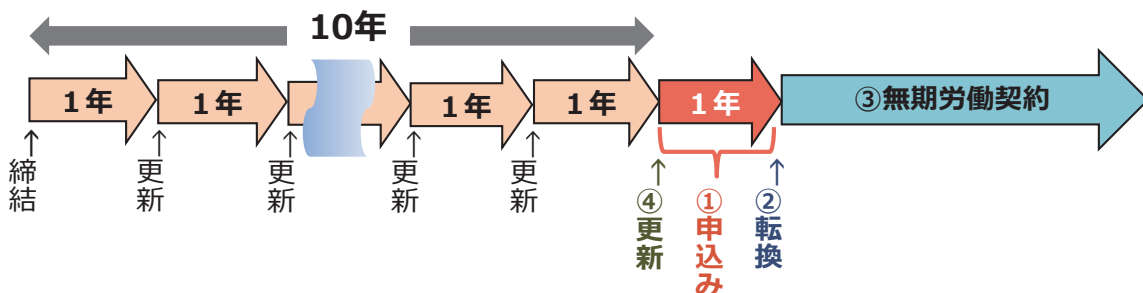 10年
1年
1年
1年
1年
1年
③無期労働契約
↑締結
↑更新
↑更新
↑更新
↑更新
↑④更新
↑①申込み
↑②転換